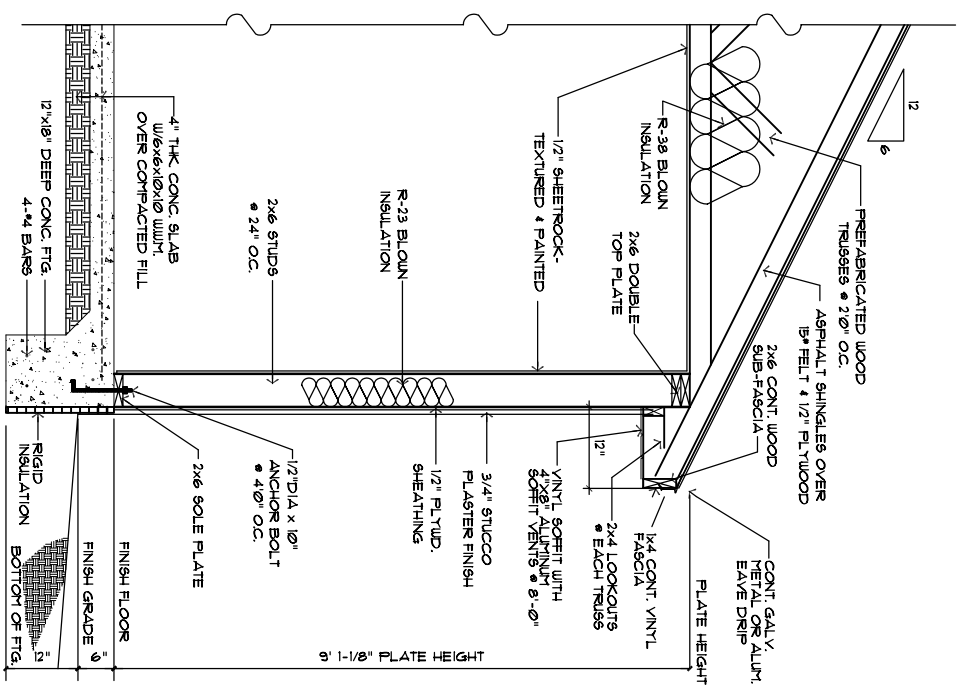 12
6
PREFABRICATED WOOD
TRUSSES @ 2'0" O.C.
ASPHALT SHINGLES OVER
15# FELT & 1/2" PLYWOOD
2x6 CONT. WOOD
SUB-FASCIA
CONT. GALV.
METAL OR ALUM.
EAVE DRIP
R-38 BLOWN
INSULATION
2x6 DOUBLE
TOP PLATE
1/2" SHEETROCK-
TEXTURED & PAINTED
PLATE HEIGHT
12"
1x4 CONT. VINYL
FASCIA
2x4 LOOKOUTS
@ EACH TRUSS
VINYL SOFFIT WITH
4"X8" ALUMINUM
SOFFIT VENTS @ 8'-0"
R-23 BLOWN
INSULATION
3/4" STUCCO
PLASTER FINISH
1/2" PLYWD.
SHEATHING
9' 1-1/8" PLATE HEIGHT
2x6 STUDS
@ 24" O.C.
1/2"DIA x 10"
ANCHOR BOLT
@ 4'0" O.C.
2x6 SOLE PLATE
4" THK. CONC. SLAB
W/6x6x10x10 WWM.
OVER COMPACTED FILL
12"x18" DEEP CONC. FTG.
4-#4 BARS
RIGID
INSULATION
FINISH FLOOR
6"
FINISH GRADE
12"
BOTTOM OF FTG.